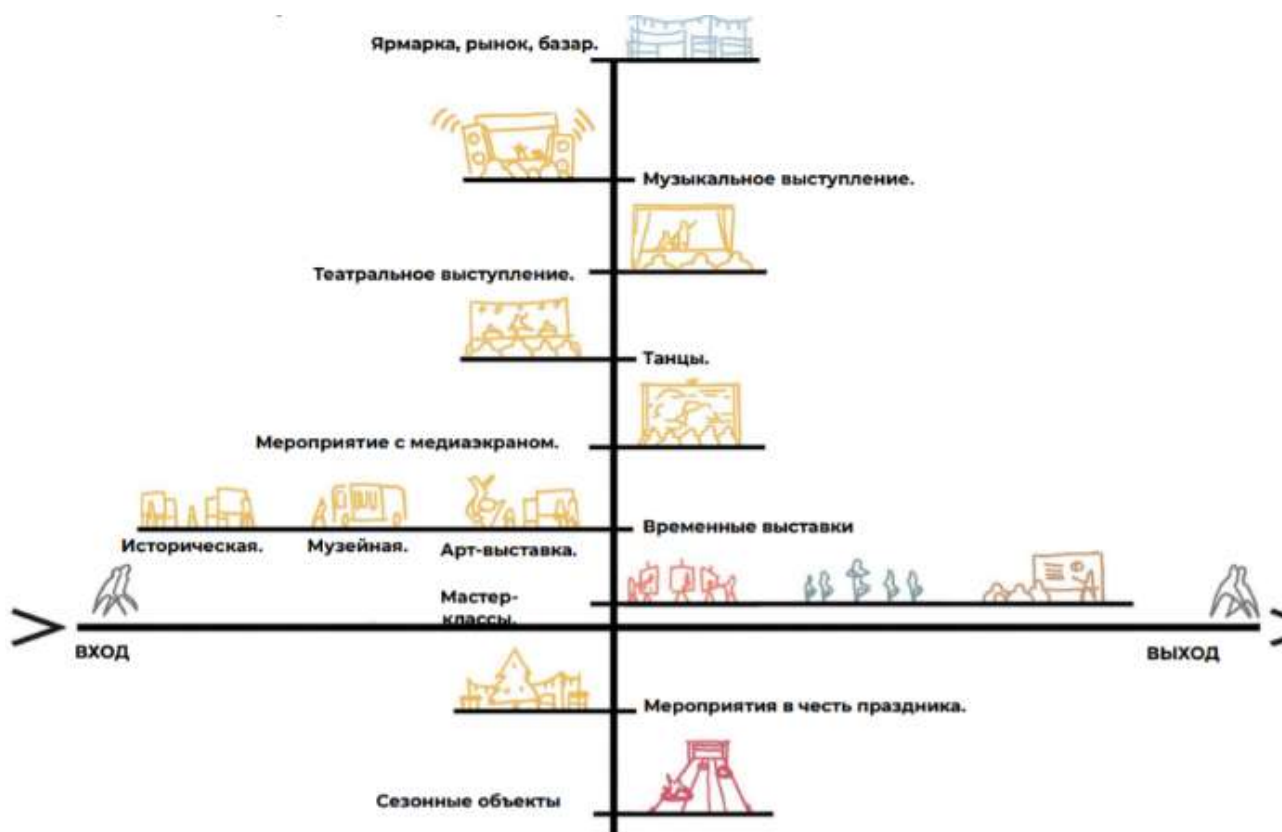 Ярмарка, рынок, базар.
Музыкальное выступление.
Театральное выступление.
Танцы.
Мероприятие с медиаэкраном.
Временные выставки
Историческая.
Музейная.
Арт-выставка.
Мастер-
классы.
ВХОД
ВЫХОД
Мероприятия в честь праздника.
Сезонные объекты